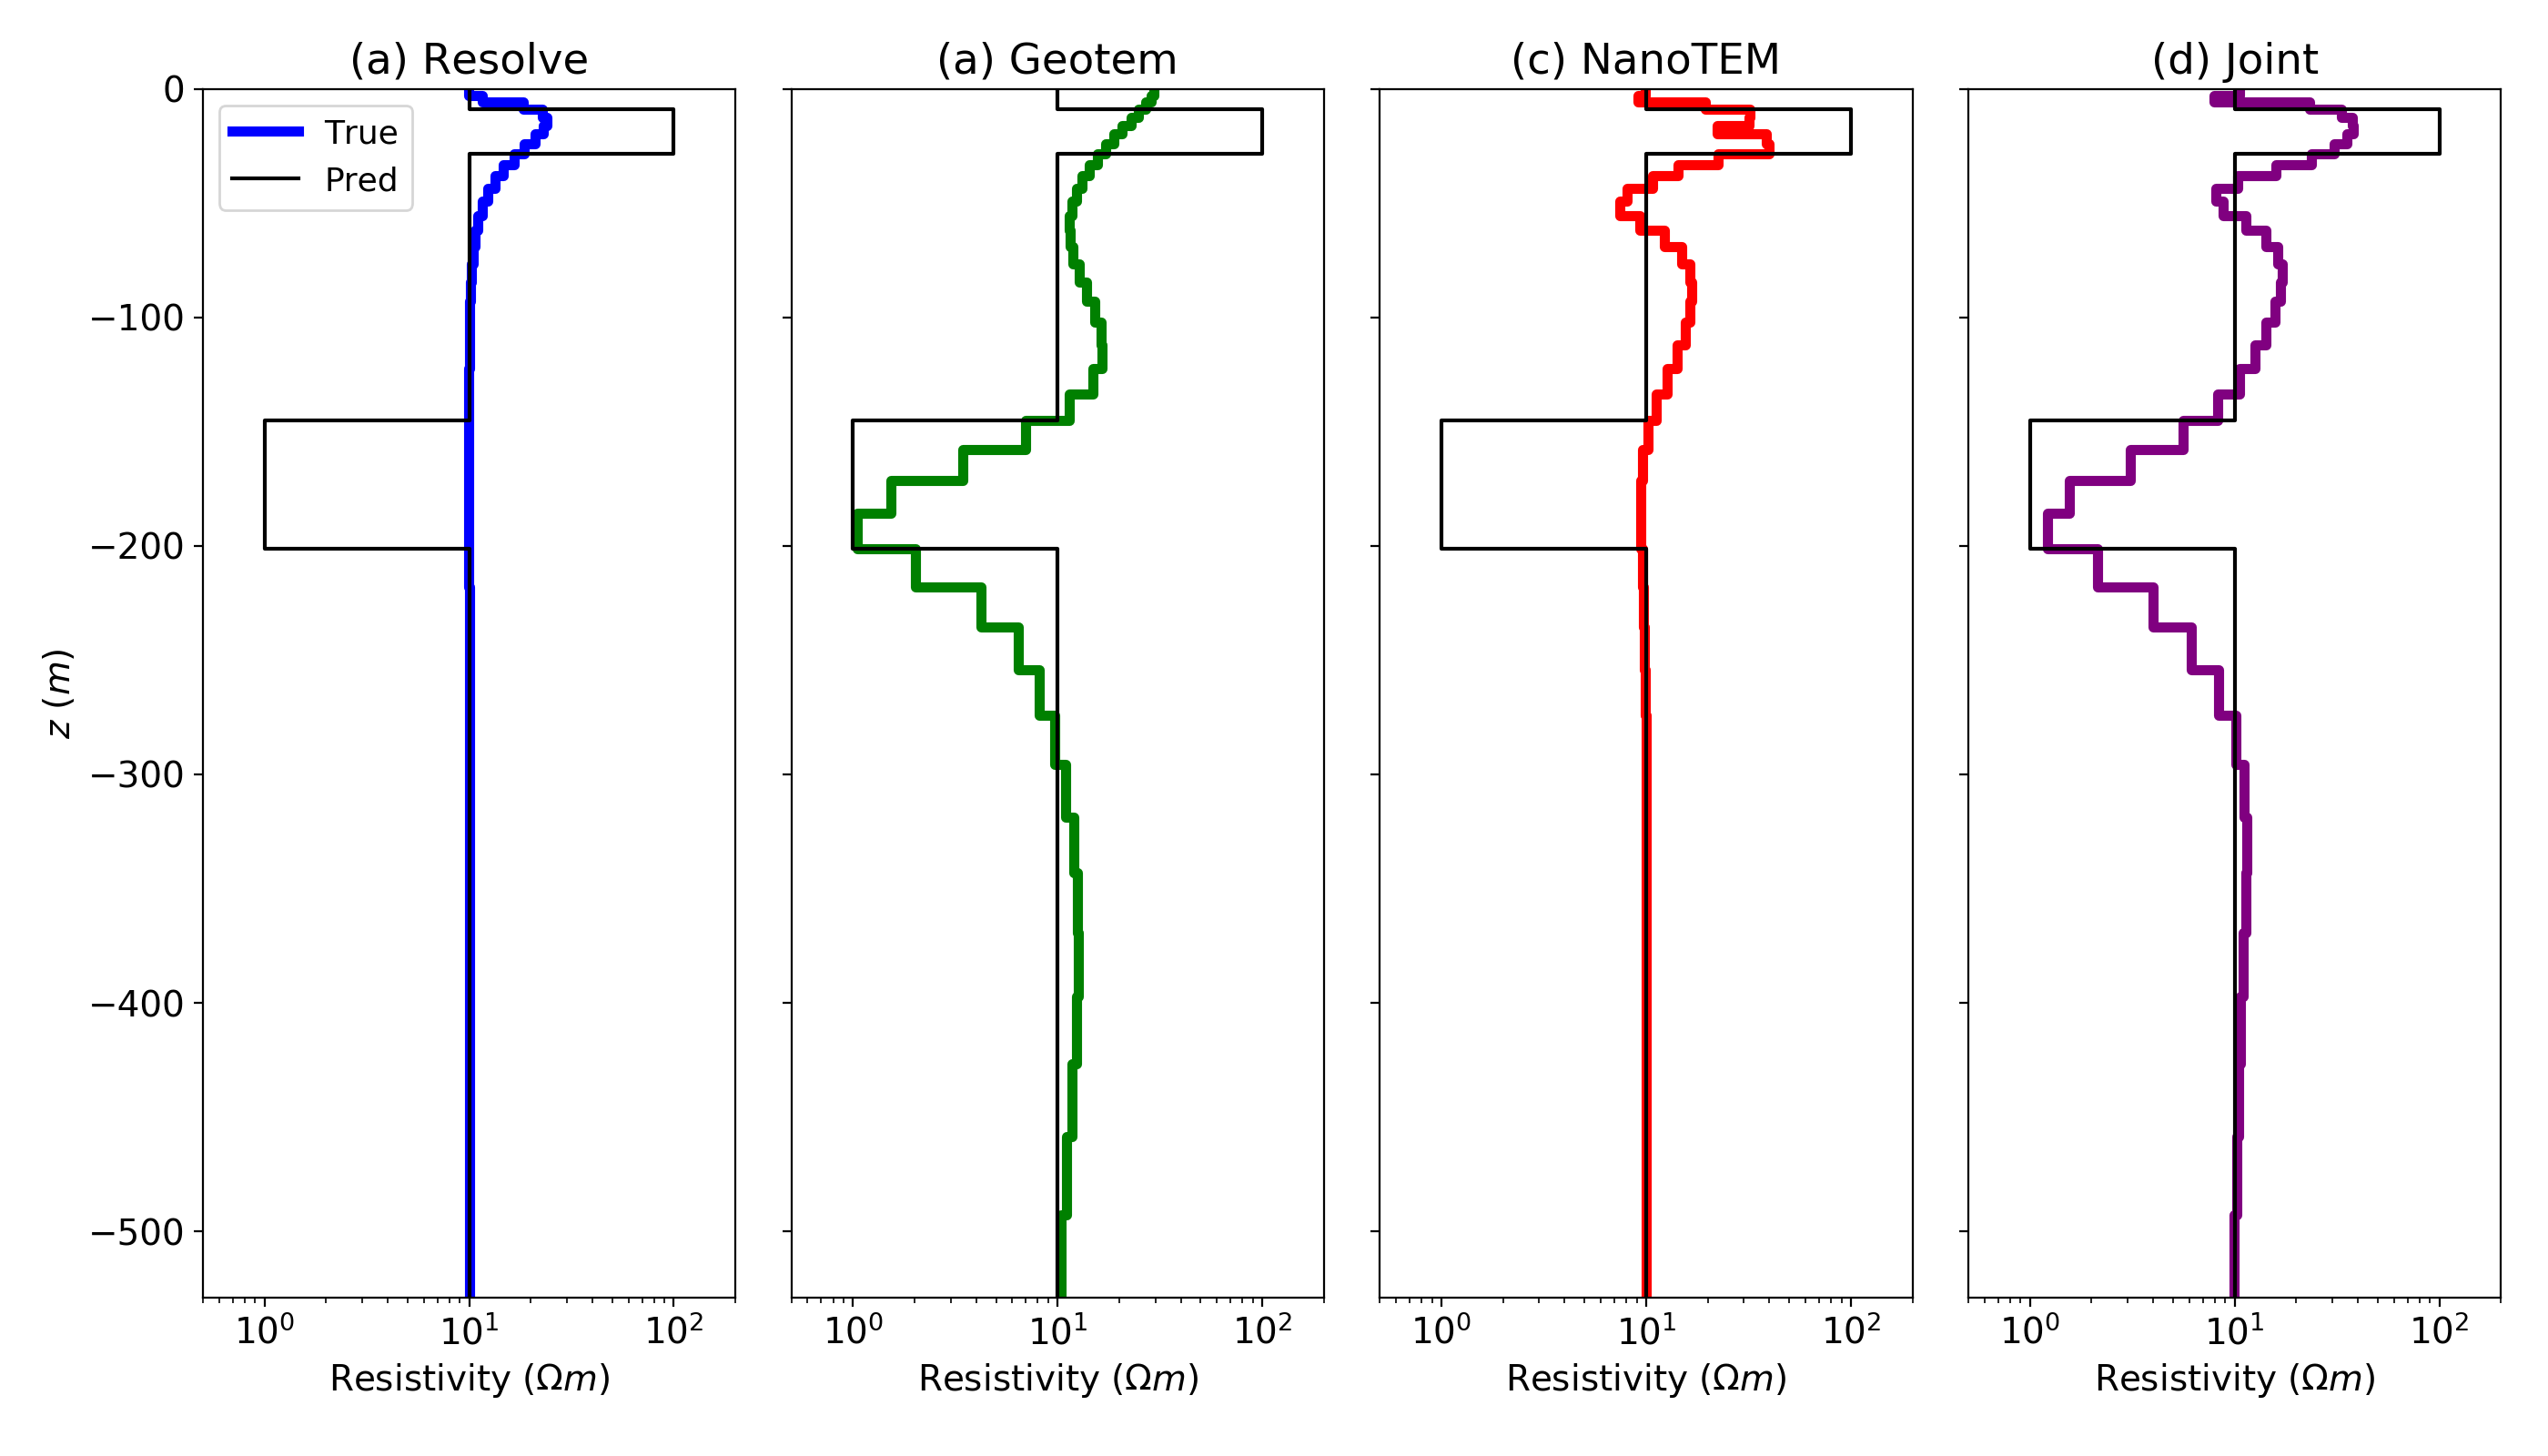 (a) Resolve
(a) Geotem
(c) NanoTEM
(d) Joint
True
Pred
0
−100
−200
−300
−400
−500
z (m)
10⁰ 10¹ 10²
10⁰ 10¹ 10²
10⁰ 10¹ 10²
10⁰ 10¹ 10²
Resistivity (Ωm)
Resistivity (Ωm)
Resistivity (Ωm)
Resistivity (Ωm)